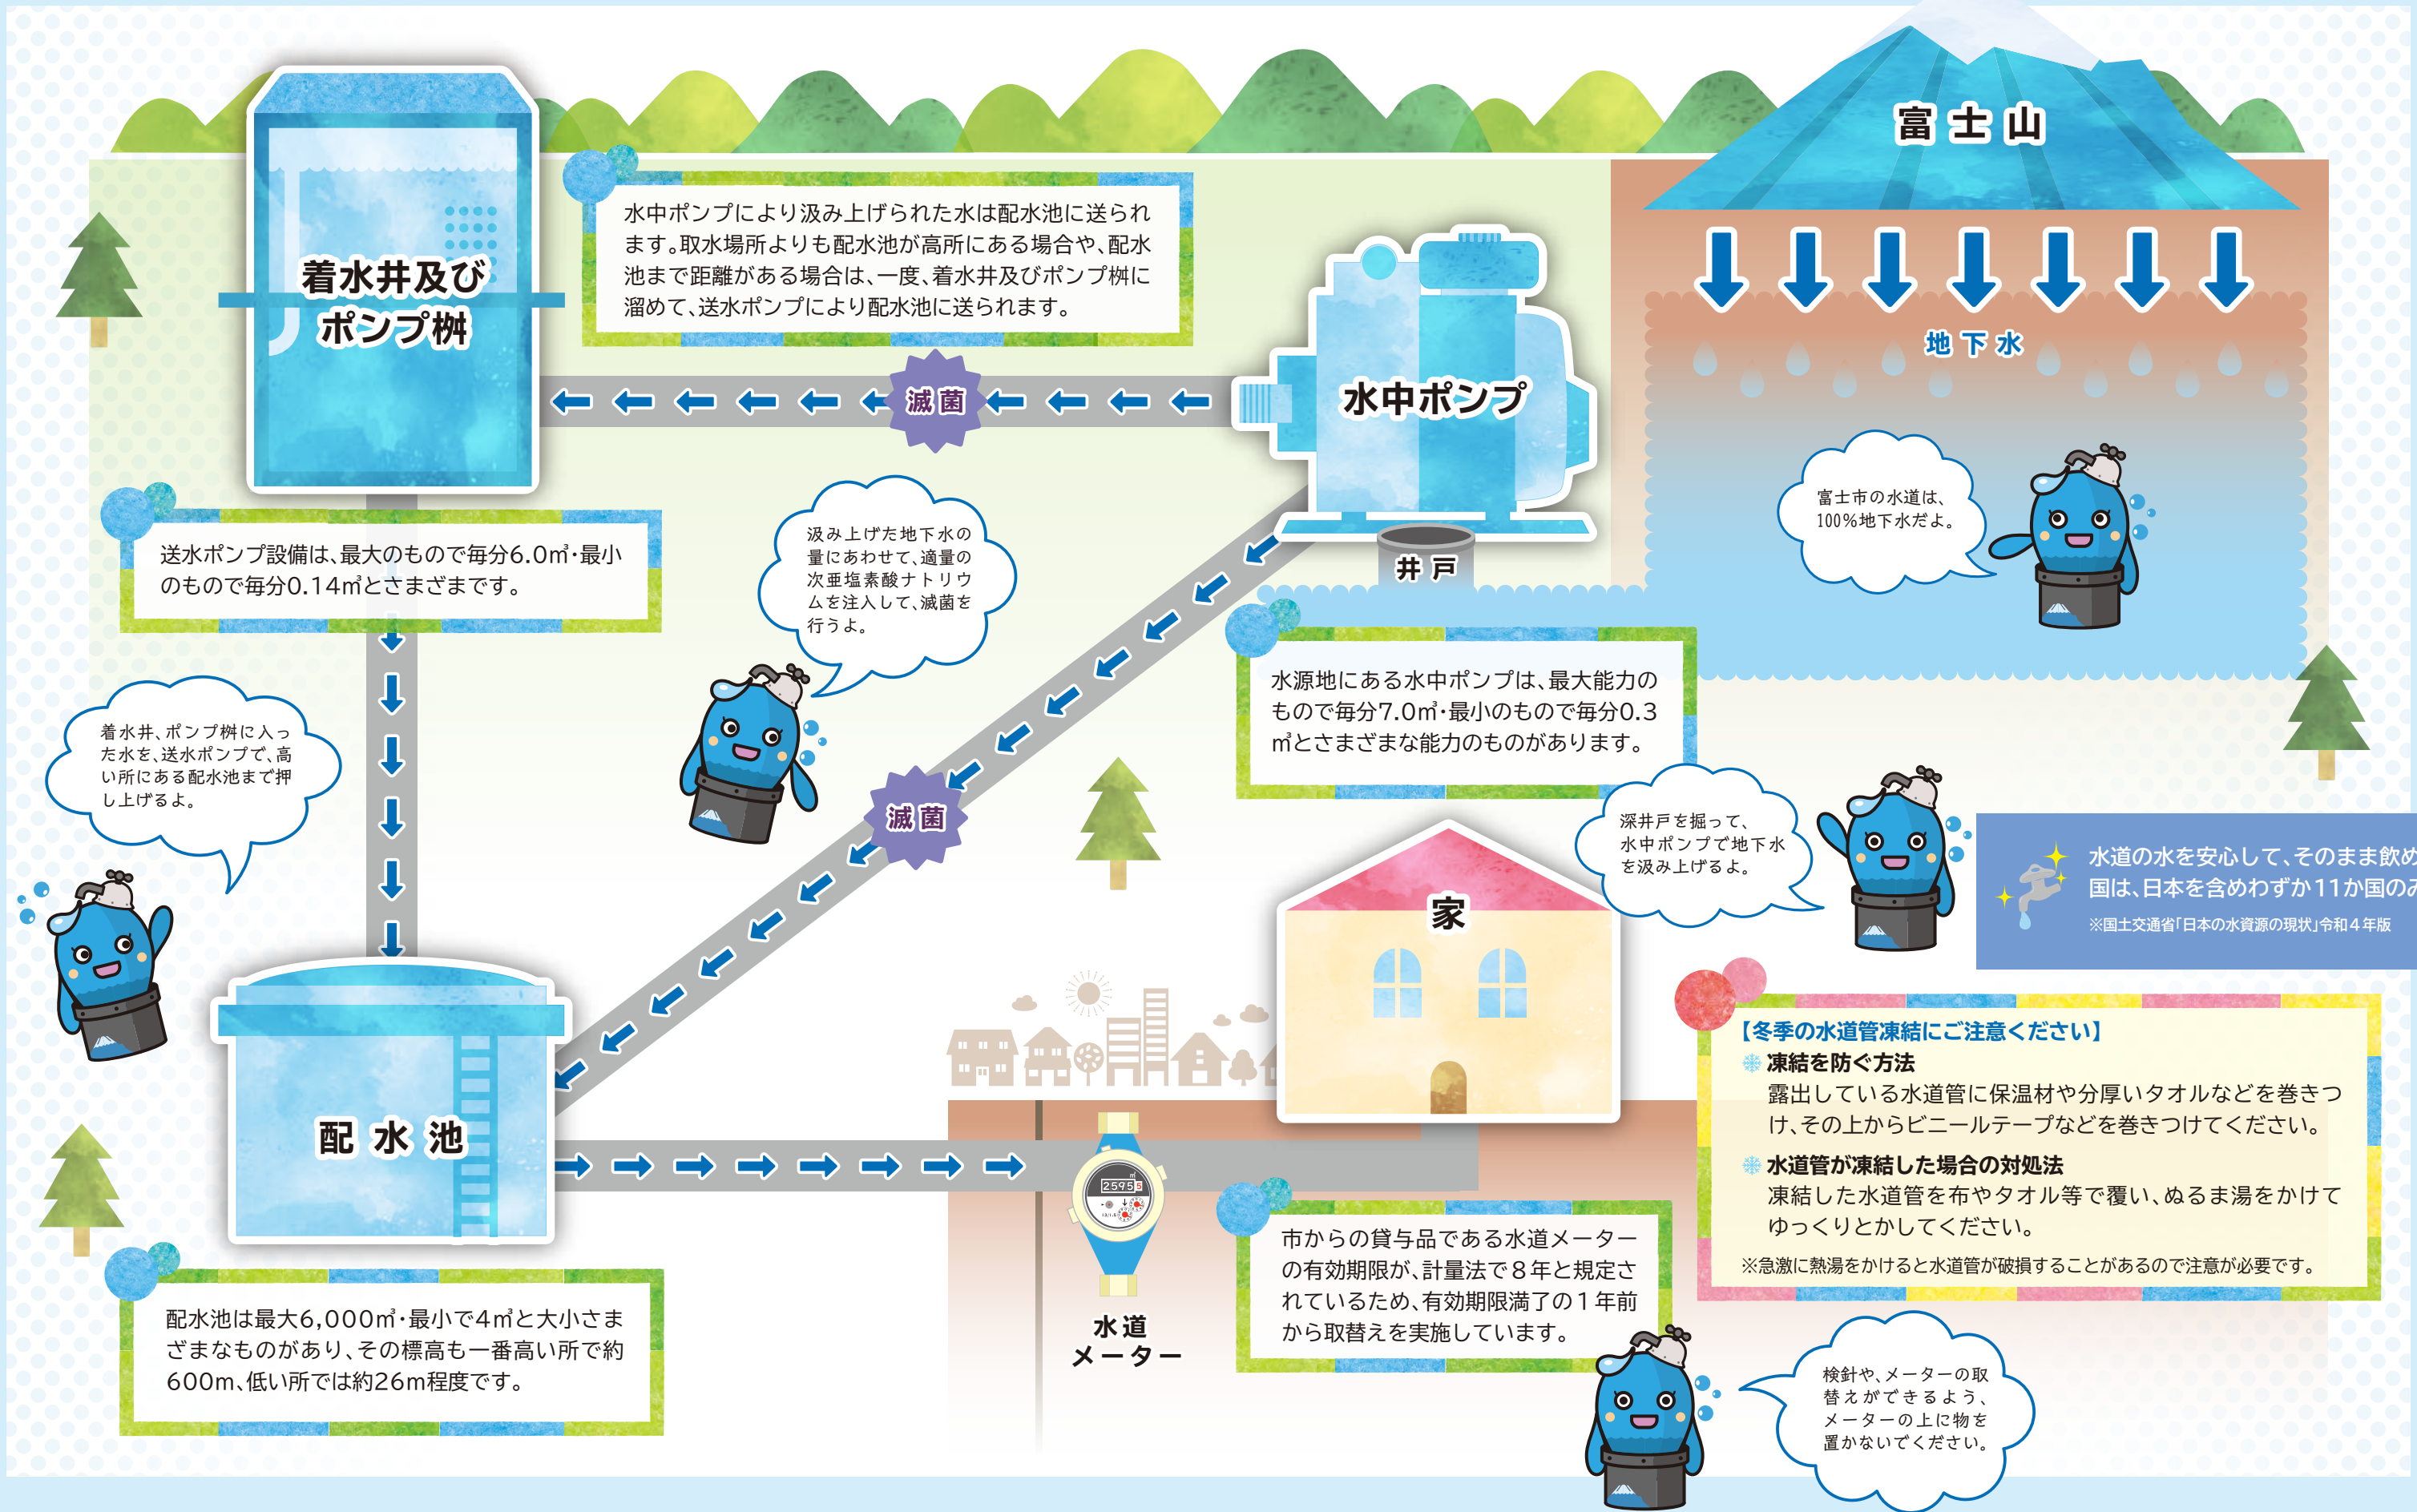 富士山
地下水
富士市の水道は、
100%地下水だよ。
水中ポンプ
井戸
水源地にある水中ポンプは、最大能力の
もので毎分7.0㎥・最小のもので毎分0.3
㎥とさまざまな能力のものがあります。
深井戸を掘って、
水中ポンプで地下水
を汲み上げるよ。
水中ポンプにより汲み上げられた水は配水池に送られ
ます。取水場所よりも配水池が高所にある場合や、配水
池まで距離がある場合は、一度、着水井及びポンプ桝に
溜めて、送水ポンプにより配水池に送られます。
滅菌
汲み上げた地下水の
量にあわせて、適量の
次亜塩素酸ナトリウ
ムを注入して、滅菌を
行うよ。
滅菌
着水井及び
ポンプ桝
送水ポンプ設備は、最大のもので毎分6.0㎥・最小
のもので毎分0.14㎥とさまざまです。
着水井、ポンプ桝に入っ
た水を、送水ポンプで、高
い所にある配水池まで押
し上げるよ。
配水池
配水池は最大6,000㎥・最小で4㎥と大小さま
ざまなものがあり、その標高も一番高い所で約
600m、低い所では約26m程度です。
家
25955
水道
メーター
市からの貸与品である水道メーター
の有効期限が、計量法で８年と規定さ
れているため、有効期限満了の１年前
から取替えを実施しています。
検針や、メーターの取
替えができるよう、
メーターの上に物を
置かないでください。
水道の水を安心して、そのまま飲め
国は、日本を含めわずか11か国のみ
※国土交通省「日本の水資源の現状」令和４年版
【冬季の水道管凍結にご注意ください】
凍結を防ぐ方法
露出している水道管に保温材や分厚いタオルなどを巻きつ
け、その上からビニールテープなどを巻きつけてください。
水道管が凍結した場合の対処法
凍結した水道管を布やタオル等で覆い、ぬるま湯をかけて
ゆっくりとかしてください。
※急激に熱湯をかけると水道管が破損することがあるので注意が必要です。